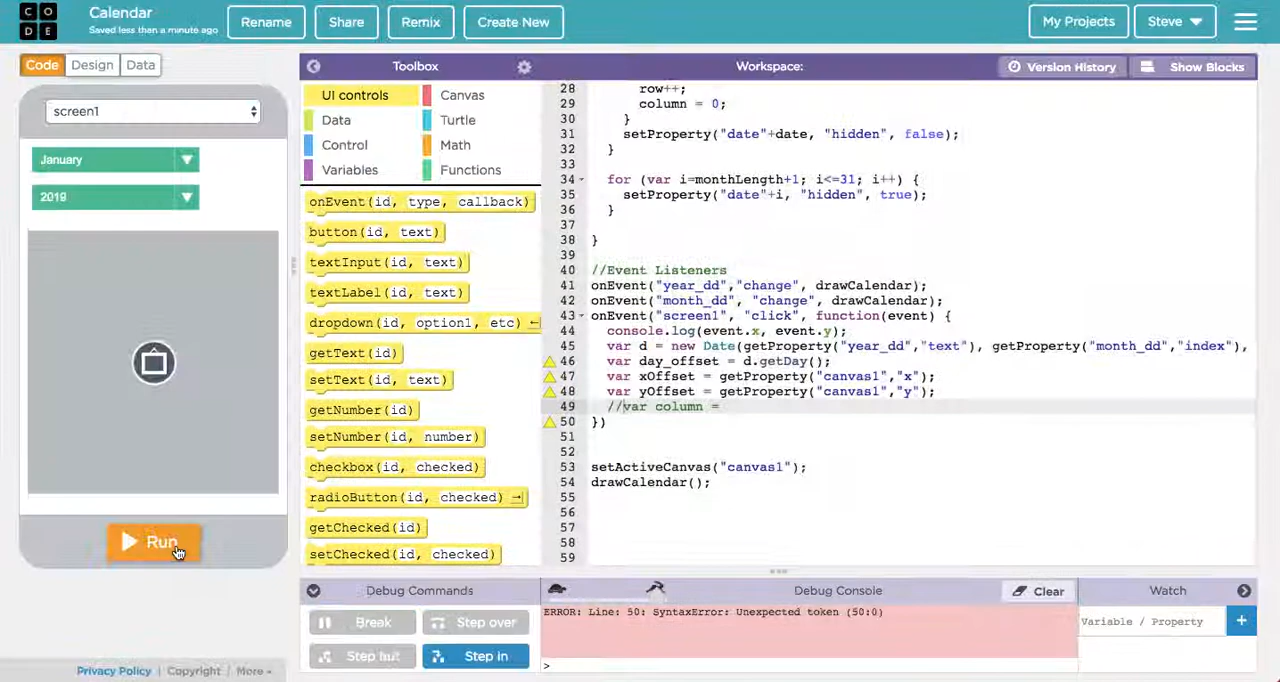 CO
DE
Calendar
Saved less than a minute ago
Rename
Share
Remix
Create New
My Projects
Steve
Code
Design
Data
Toolbox
Workspace:
Version History
Show Blocks
screen1
January
2019
Run
UI controls
Canvas
Data
Turtle
Control
Math
Variables
Functions
onEvent(id, type, callback)
button(id, text)
textInput(id, text)
textLabel(id, text)
dropdown(id, option1, etc)
getText(id)
setText(id, text)
getNumber(id)
setNumber(id, number)
checkbox(id, checked)
radioButton(id, checked)
getChecked(id)
setChecked(id, checked)
28 row++;
29 column = 0;
30 }
31 setProperty("date"+date, "hidden", false);
32 }
33
34 for (var i=monthLength+1; i<=31; i++) {
35 setProperty("date"+i, "hidden", true);
36 }
37
38 }
39
40 //Event Listeners
41 onEvent("year_dd","change", drawCalendar);
42 onEvent("month_dd", "change", drawCalendar);
43 onEvent("screen1", "click", function(event) {
44 console.log(event.x, event.y);
45 var d = new Date(getProperty("year_dd","text"), getProperty("month_dd","index"),
46 var day_offset = d.getDay();
47 var xOffset = getProperty("canvas1","x");
48 var yOffset = getProperty("canvas1","y");
49 //var column =
50 })
51
52
53 setActiveCanvas("canvas1");
54 drawCalendar();
55
56
57
58
59
Debug Commands
Debug Console
Clear
Watch
Break
Step over
Step out
Step in
ERROR: Line: 50: SyntaxError: Unexpected token (50:0)
>
Variable / Property
+
Privacy Policy | Copyright | More